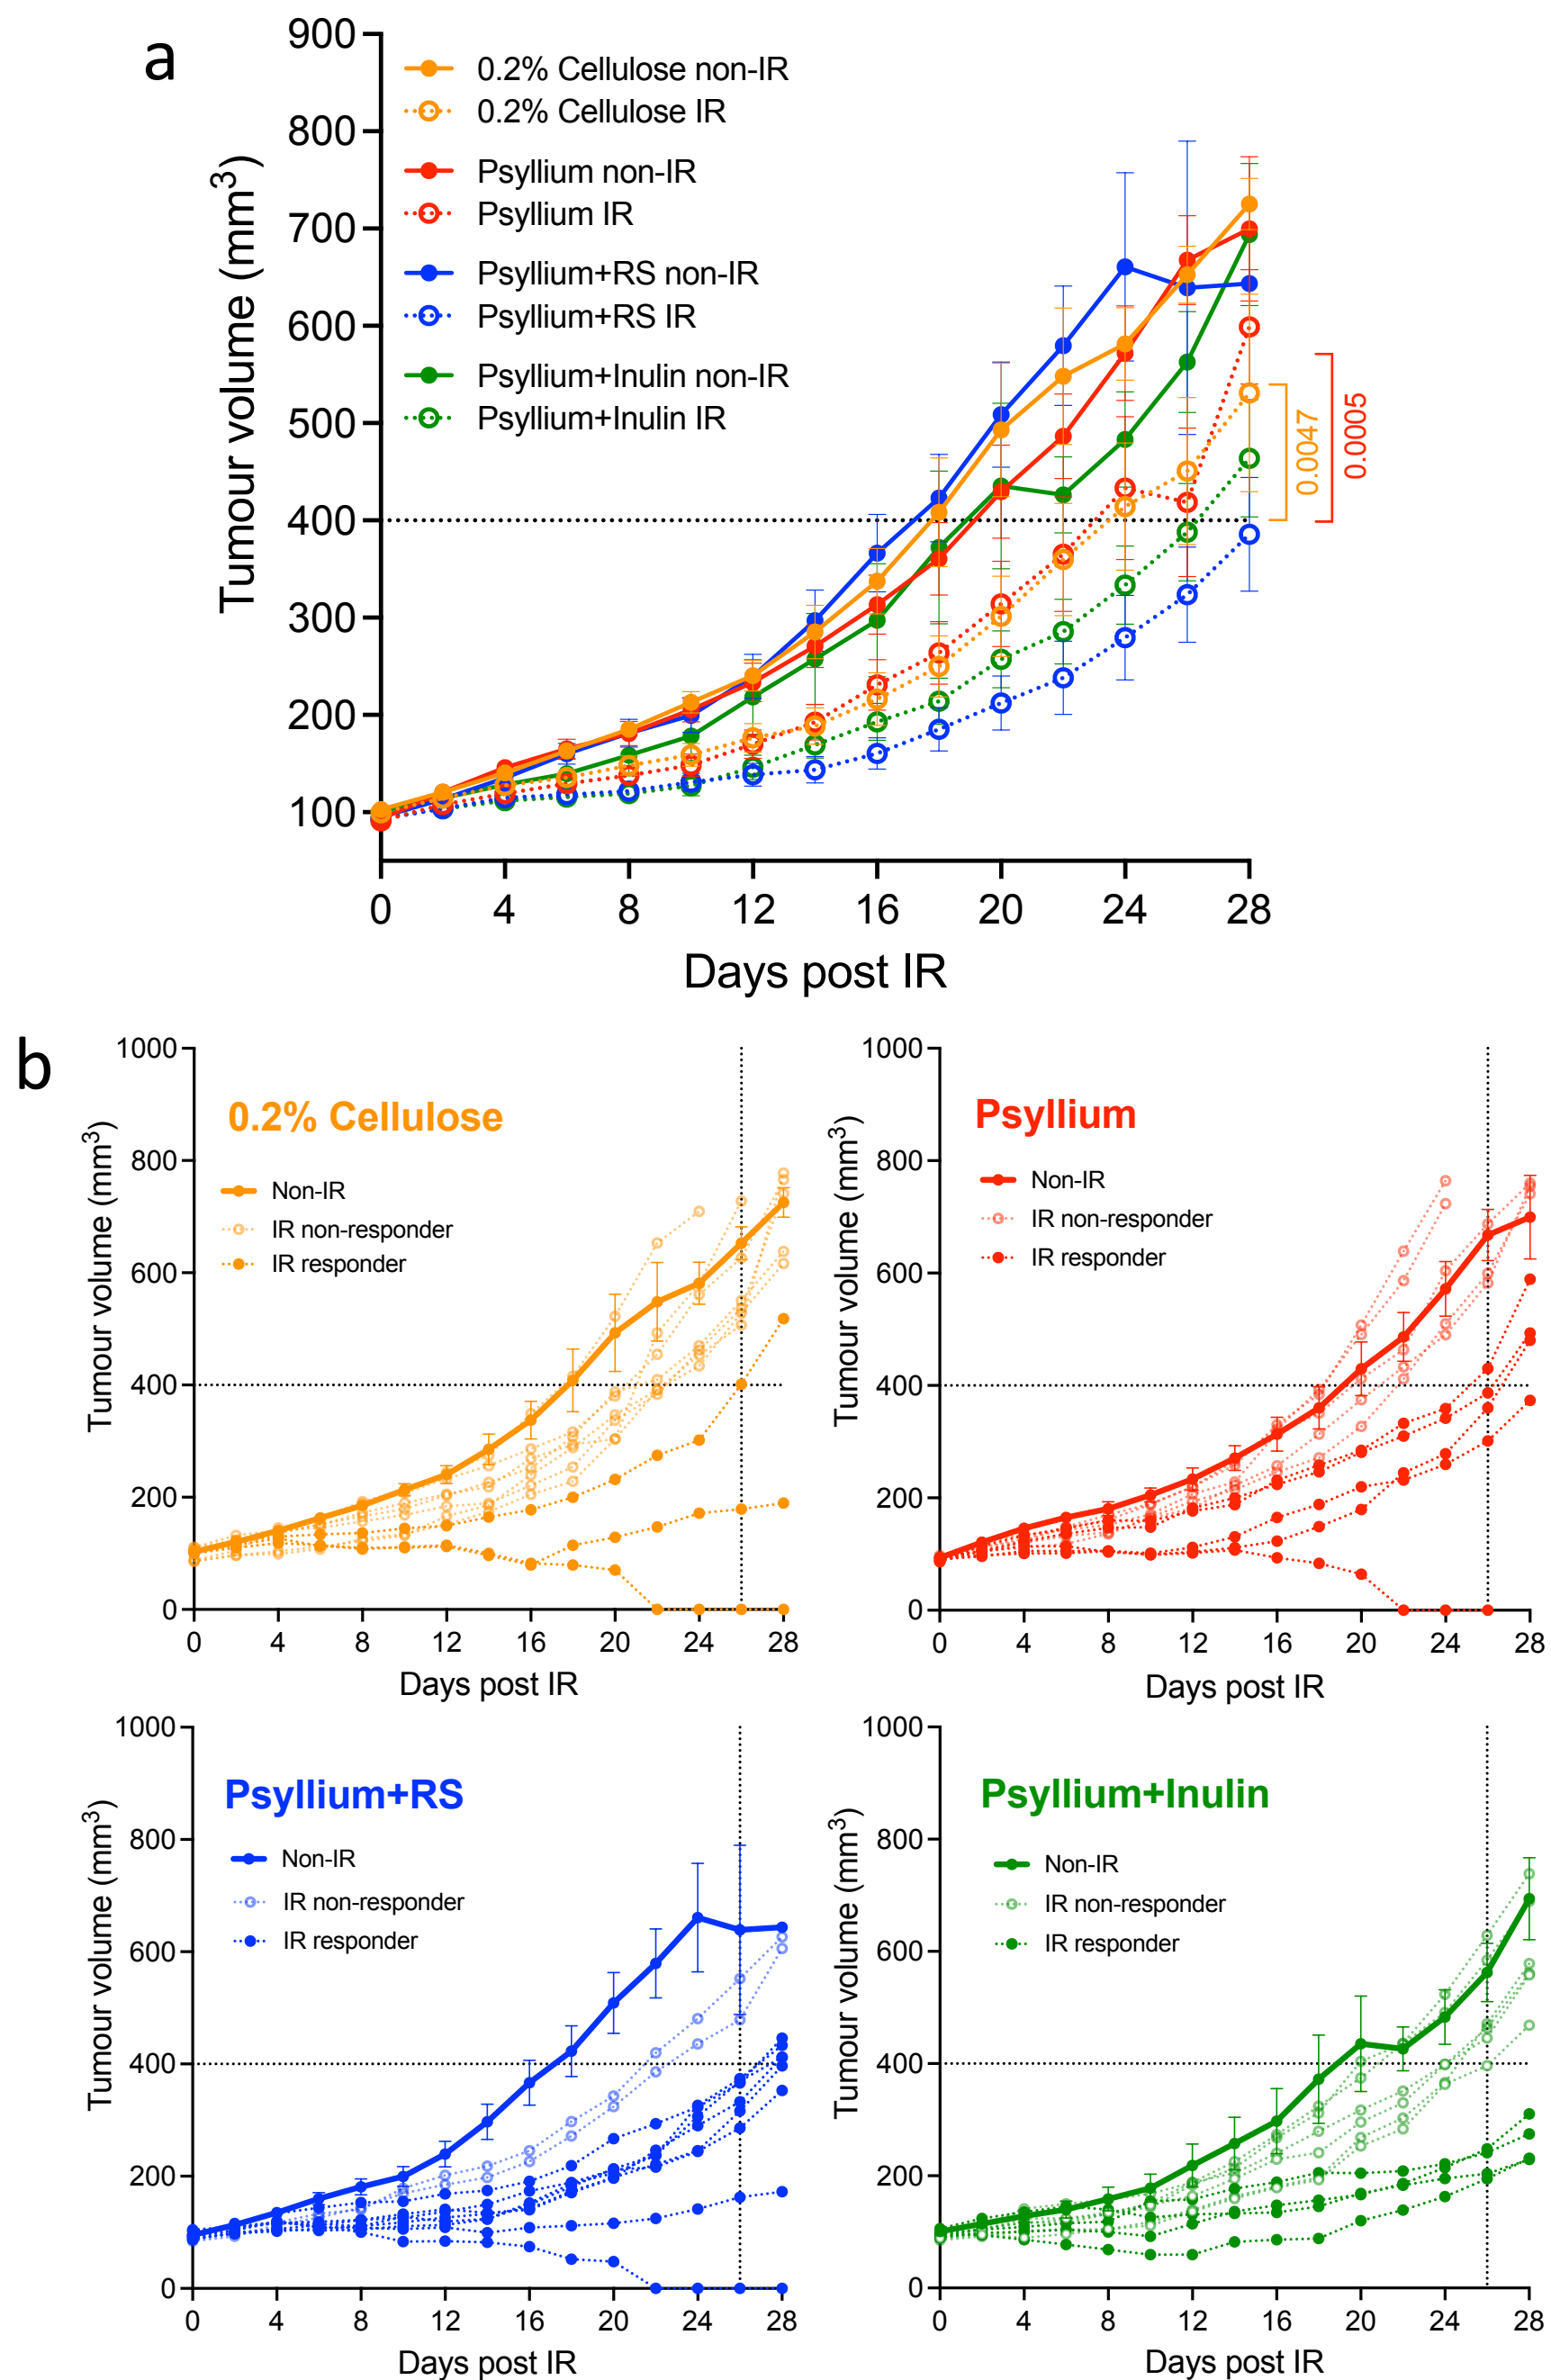 a
Tumour volume (mm³)
900
800
700
600
500
400
300
200
100
0.2% Cellulose non-IR
0.2% Cellulose IR
Psyllium non-IR
Psyllium IR
Psyllium+RS non-IR
Psyllium+RS IR
Psyllium+Inulin non-IR
Psyllium+Inulin IR
0.0047
0.0005
0 4 8 12 16 20 24 28
Days post IR
b
Tumour volume (mm³)
1000
800
600
400
200
0
0.2% Cellulose
Non-IR
IR non-responder
IR responder
0 4 8 12 16 20 24 28
Days post IR
Tumour volume (mm³)
1000
800
600
400
200
0
Psyllium
Non-IR
IR non-responder
IR responder
0 4 8 12 16 20 24 28
Days post IR
Tumour volume (mm³)
1000
800
600
400
200
0
Psyllium+RS
Non-IR
IR non-responder
IR responder
0 4 8 12 16 20 24 28
Days post IR
Tumour volume (mm³)
1000
800
600
400
200
0
Psyllium+Inulin
Non-IR
IR non-responder
IR responder
0 4 8 12 16 20 24 28
Days post IR